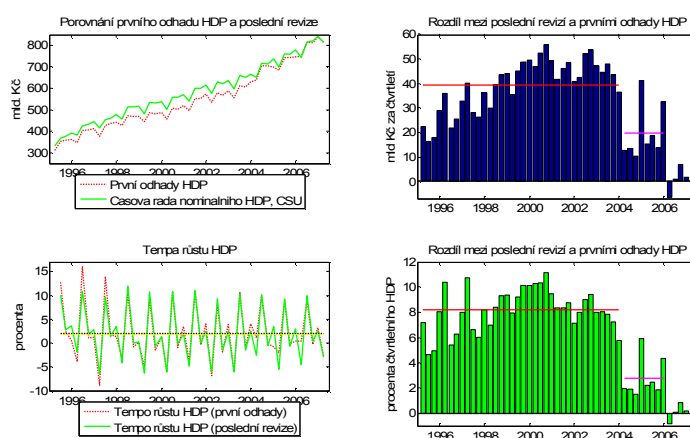 Porovnání prvního odhadu HDP a poslední revize
mld. Kč
800
700
600
500
400
300
1996 1998 2000 2002 2004 2006
První odhady HDP
Casova rada nominalniho HDP, CSU
Rozdíl mezi poslední revizí a prvními odhady HDP
mld Kč za čtvrtletí
60
50
40
30
20
10
0
1996 1998 2000 2002 2004 2006
Tempa růstu HDP
procenta
15
10
5
0
-5
-10
1996 1998 2000 2002 2004 2006
Tempo růstu HDP (první odhady)
Tempo růstu HDP (poslední revize)
Rozdíl mezi poslední revizí a prvními odhady HDP
procenta čtvrtletního HDP
12
10
8
6
4
2
0
1996 1998 2000 2002 2004 2006